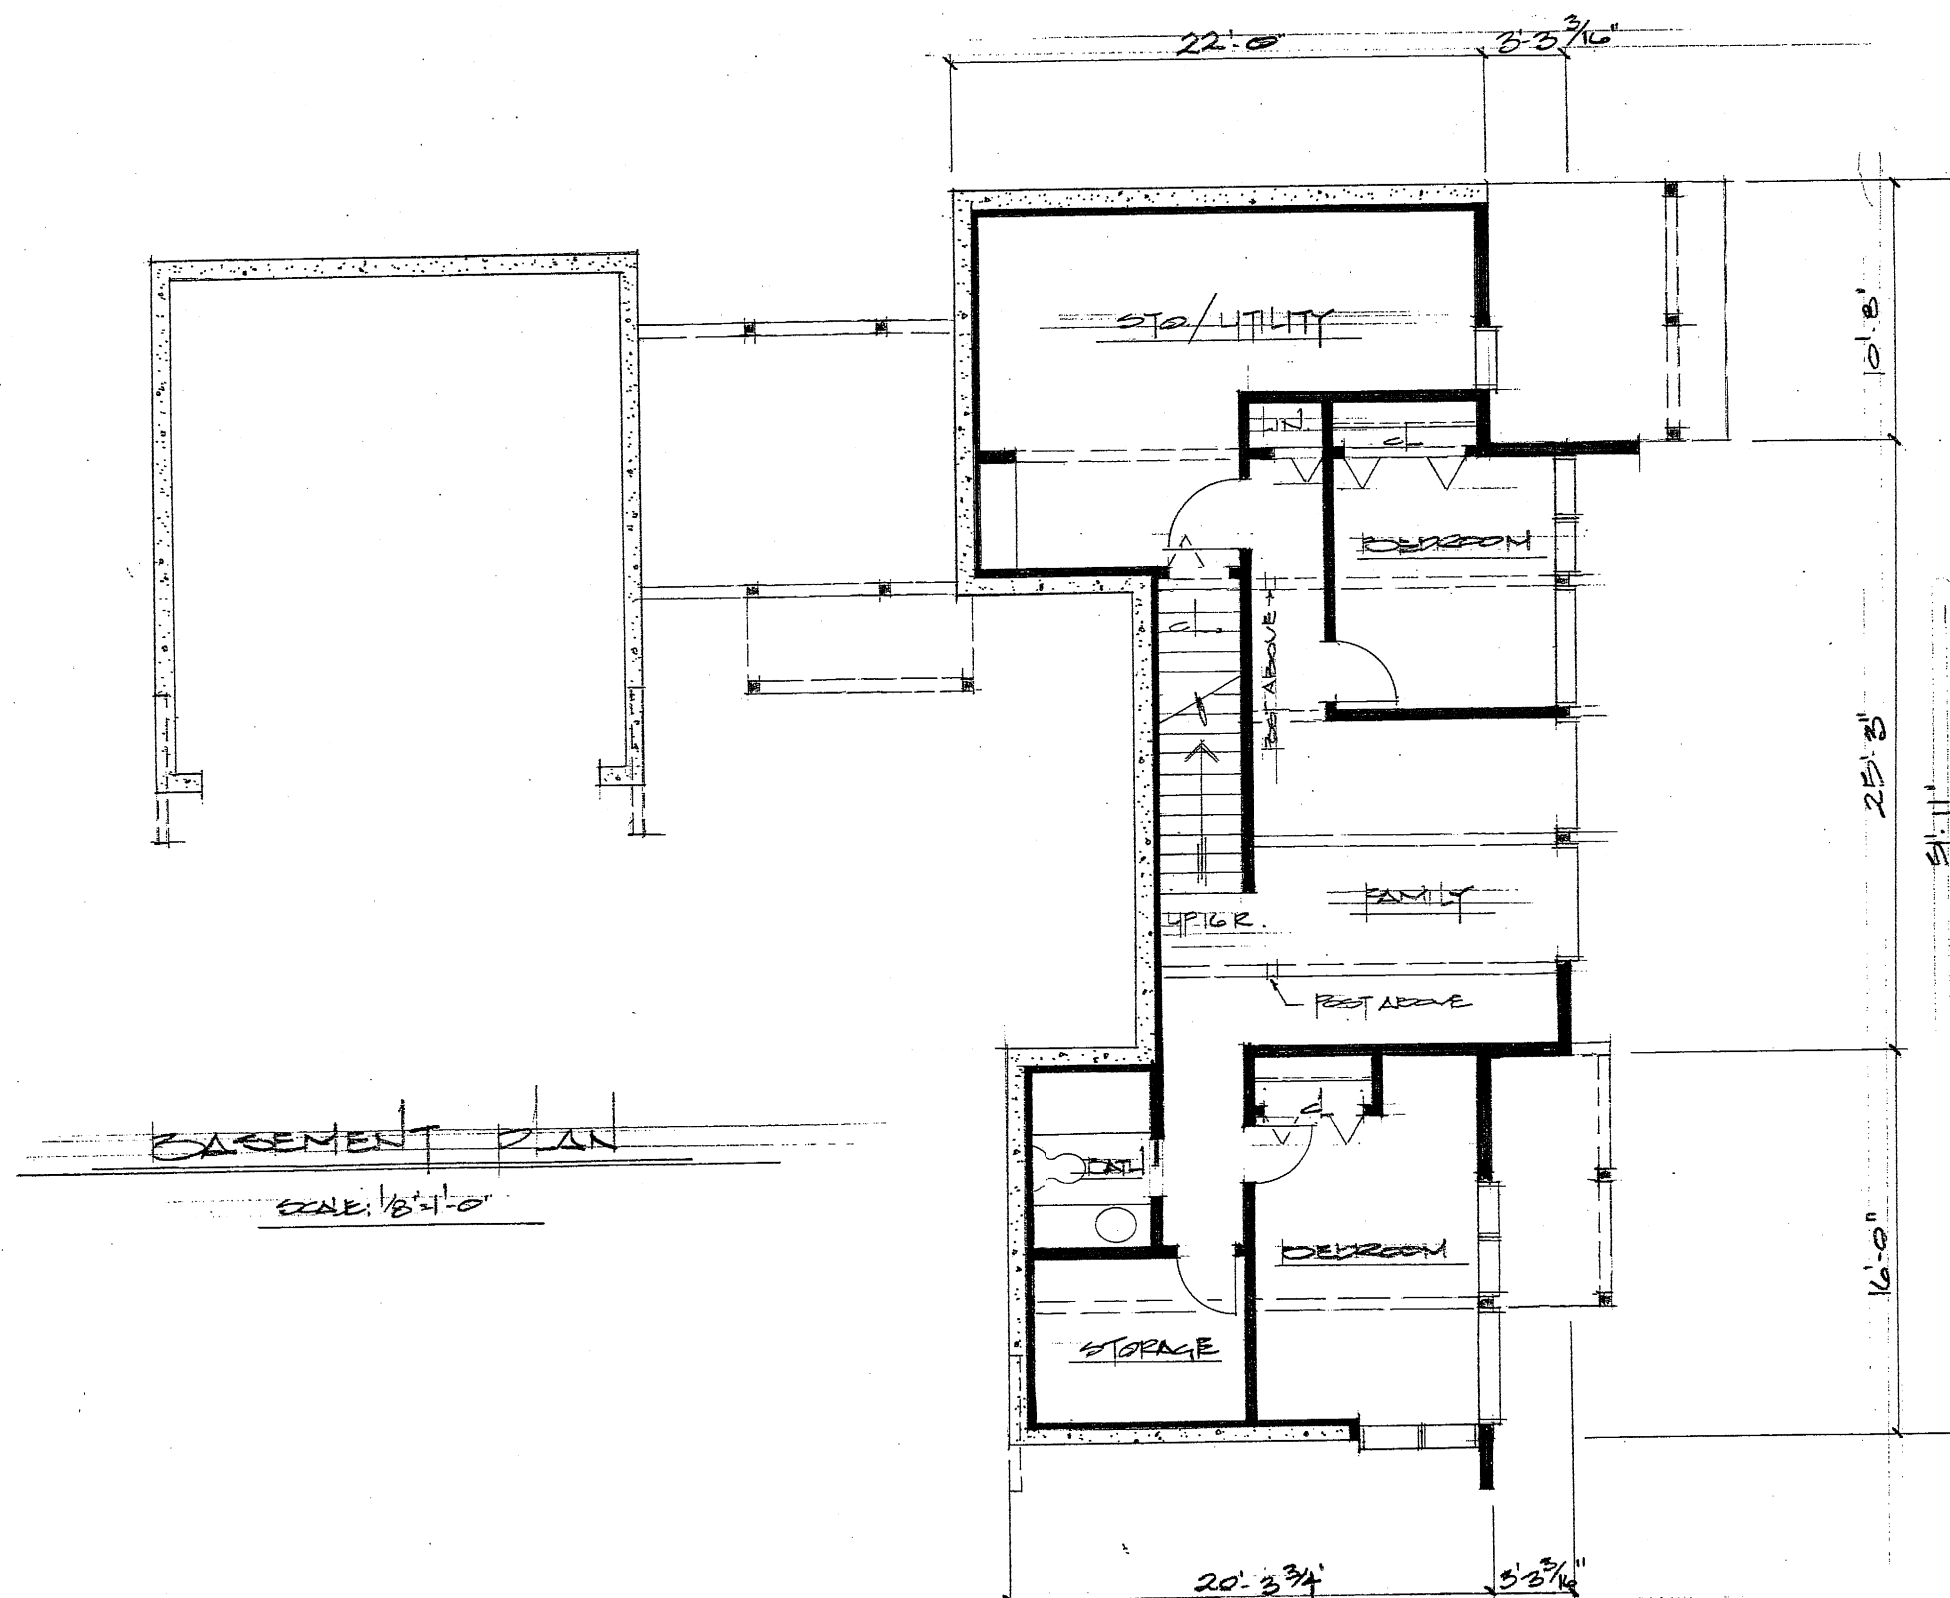 22'-0"
3'-3 3/16"
STO/UTILITY
10'-8"
LIN.
CL
BEDROOM
CL.
POST ABOVE
25'-3"
51'-11"
FAMILY
UP 16 R.
POST ABOVE
CL
BASEMENT PLAN
SCALE: 1/8"=1'-0"
BATH
BEDROOM
16'-0"
STORAGE
20'-3 3/4"
3'-3 3/16"